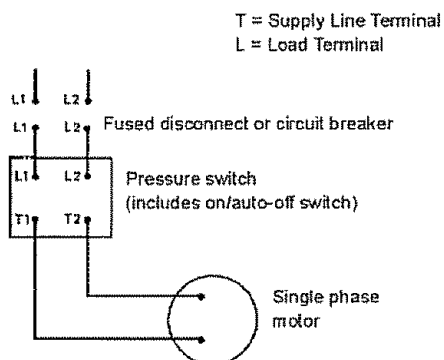 T = Supply Line Terminal
L = Load Terminal
L1 L2
L1 L2 Fused disconnect or circuit breaker
L1 L2 Pressure switch
(includes on/auto-off switch)
T1 T2
Single phase
motor